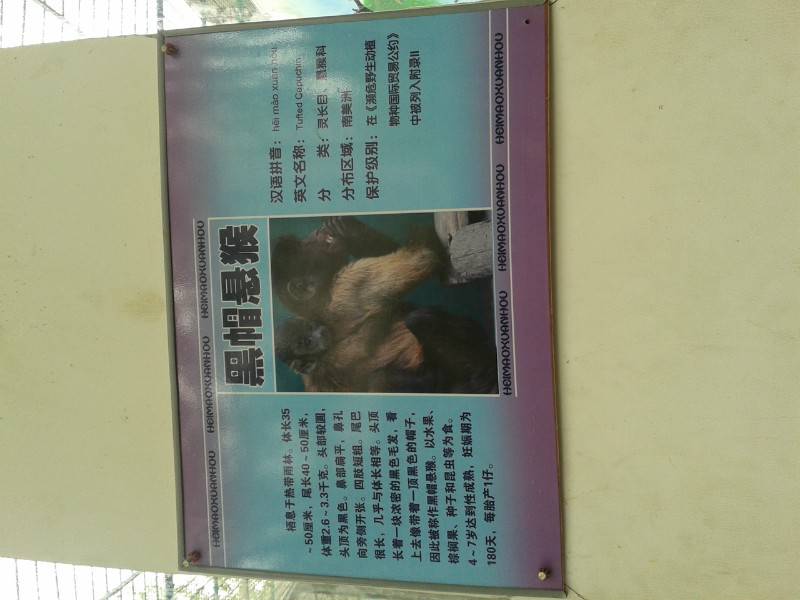 HEIMAOXUANHOU HEIMAOXUANHOU HEIMAOXUANHOU
黑帽悬猴
栖息于热带雨林。体长35
~50厘米，尾长40~50厘米，
体重2.6~3.3千克。头部较圆，
头顶为黑色。鼻部扁平，鼻孔
向旁侧开张。四肢短粗。尾巴
很长，几乎与体长相等。头顶
长着一块浓密的黑色毛发，看
上去像带着一顶黑色的帽子，
因此被称作黑帽悬猴。以水果、
棕榈果、种子和昆虫等为食。
4~7岁达到性成熟，妊娠期为
180天，每胎产1仔。
汉语拼音：hēi mào xuán hóu
英文名称：Tufted Capuchin
分 类：灵长目、悬猴科
分布区域：南美洲
保护级别：在《濒危野生动植
物种国际贸易公约》
中被列入附录II
HEIMAOXUANHOU HEIMAOXUANHOU HEIMAOXUANHOU